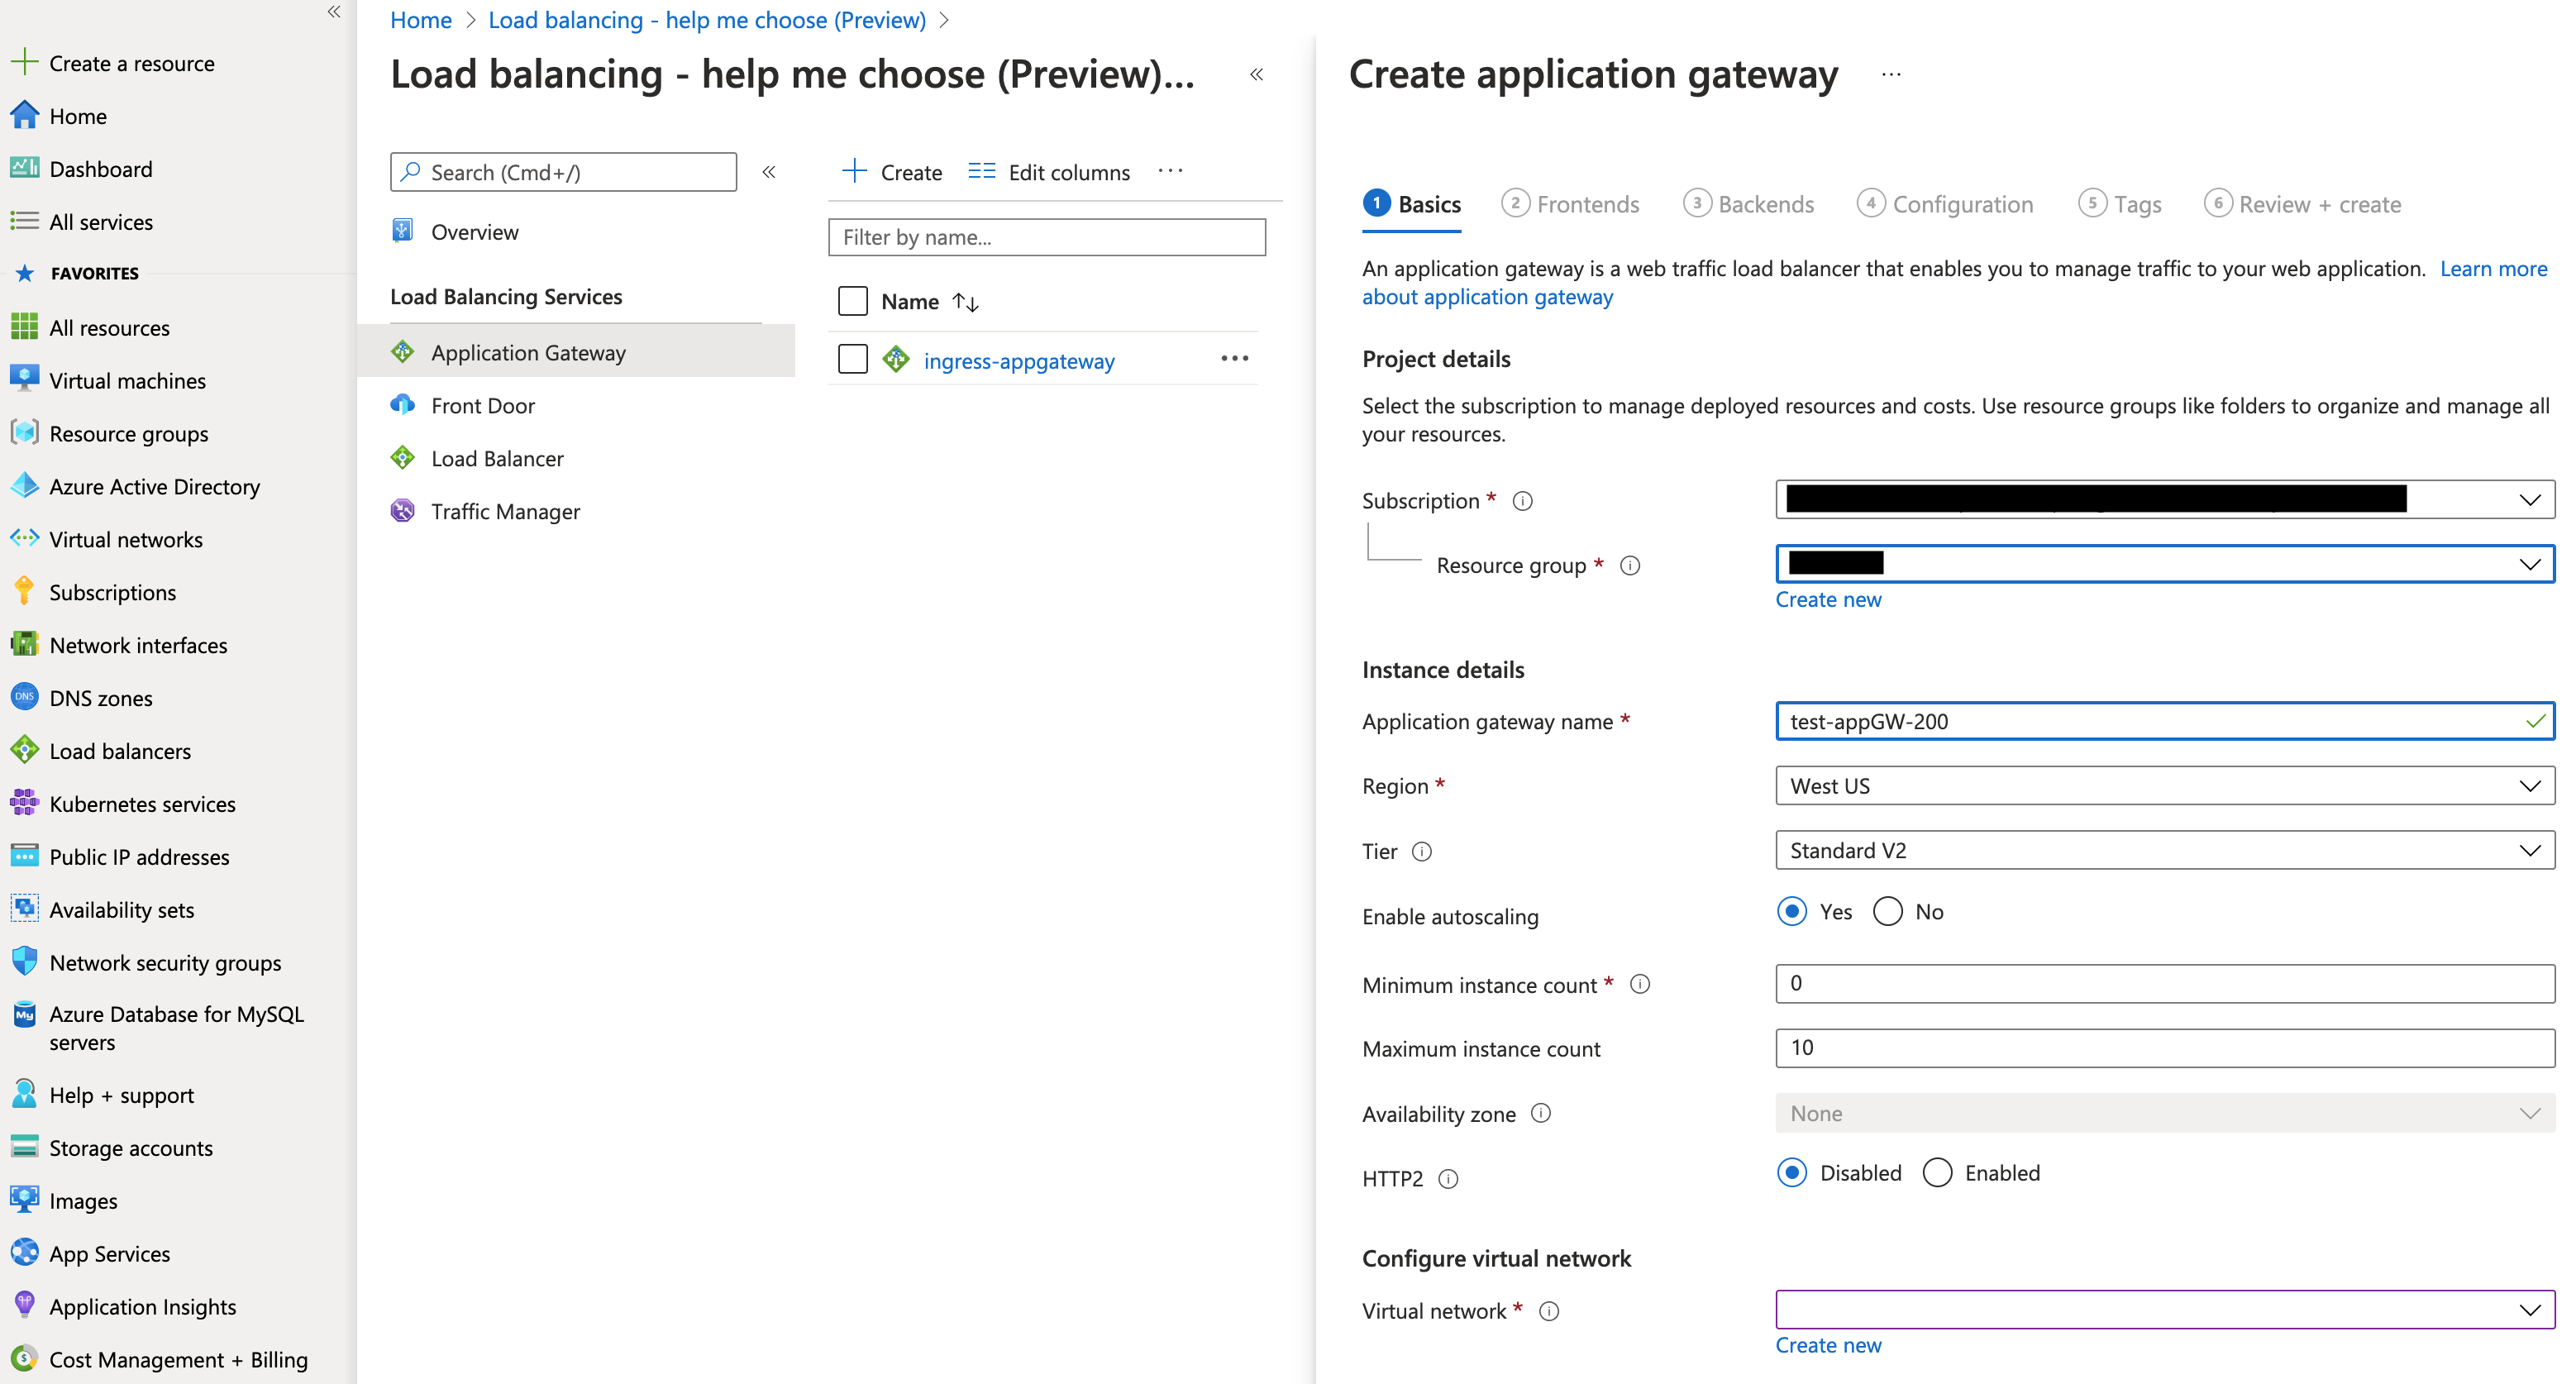 «
Create a resource
Home
Dashboard
All services
FAVORITES
All resources
Virtual machines
Resource groups
Azure Active Directory
Virtual networks
Subscriptions
Network interfaces
DNS zones
Load balancers
Kubernetes services
Public IP addresses
Availability sets
Network security groups
Azure Database for MySQL
servers
Help + support
Storage accounts
Images
App Services
Application Insights
Cost Management + Billing
Home > Load balancing - help me choose (Preview) >
Load balancing - help me choose (Preview)... «
Search (Cmd+/) «
Overview
Load Balancing Services
Application Gateway
Front Door
Load Balancer
Traffic Manager
Create Edit columns ...
Filter by name...
Name ↑↓
ingress-appgateway ...
Create application gateway ...
1 Basics 2 Frontends 3 Backends 4 Configuration 5 Tags 6 Review + create
An application gateway is a web traffic load balancer that enables you to manage traffic to your web application. Learn more
about application gateway
Project details
Select the subscription to manage deployed resources and costs. Use resource groups like folders to organize and manage all
your resources.
Subscription *
Resource group *
Create new
Instance details
Application gateway name * test-appGW-200
Region * West US
Tier Standard V2
Enable autoscaling Yes No
Minimum instance count * 0
Maximum instance count 10
Availability zone None
HTTP2 Disabled Enabled
Configure virtual network
Virtual network *
Create new